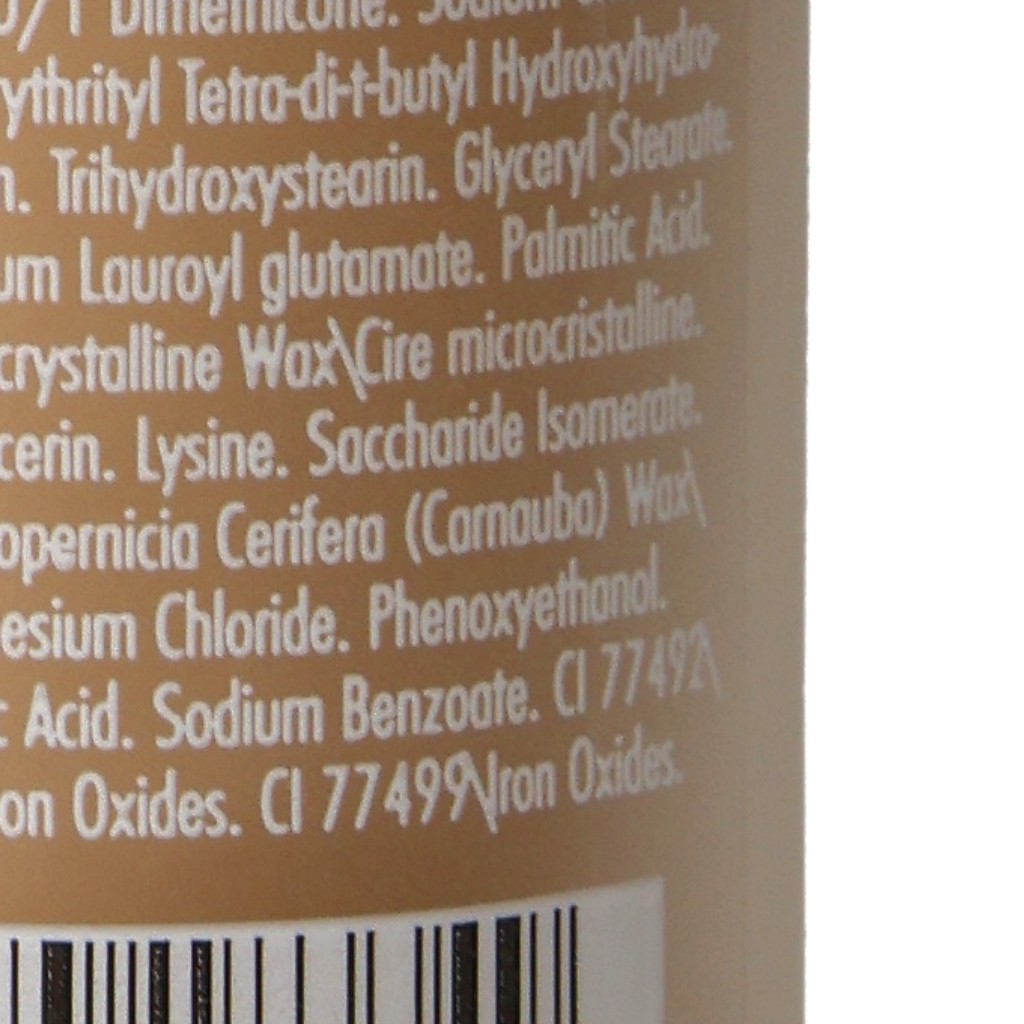 Dimethicone. Sodium
ythrityl Tetra-di-t-butyl Hydroxyhydro-
n. Trihydroxystearin. Glyceryl Stearate.
um Lauroyl glutamate. Palmitic Acid.
crystalline Wax\Cire microcristalline.
cerin. Lysine. Saccharide Isomerate.
opernicia Cerifera (Carnauba) Wax\
esium Chloride. Phenoxyethanol.
c Acid. Sodium Benzoate. CI 77492\
on Oxides. CI 77499\Iron Oxides.